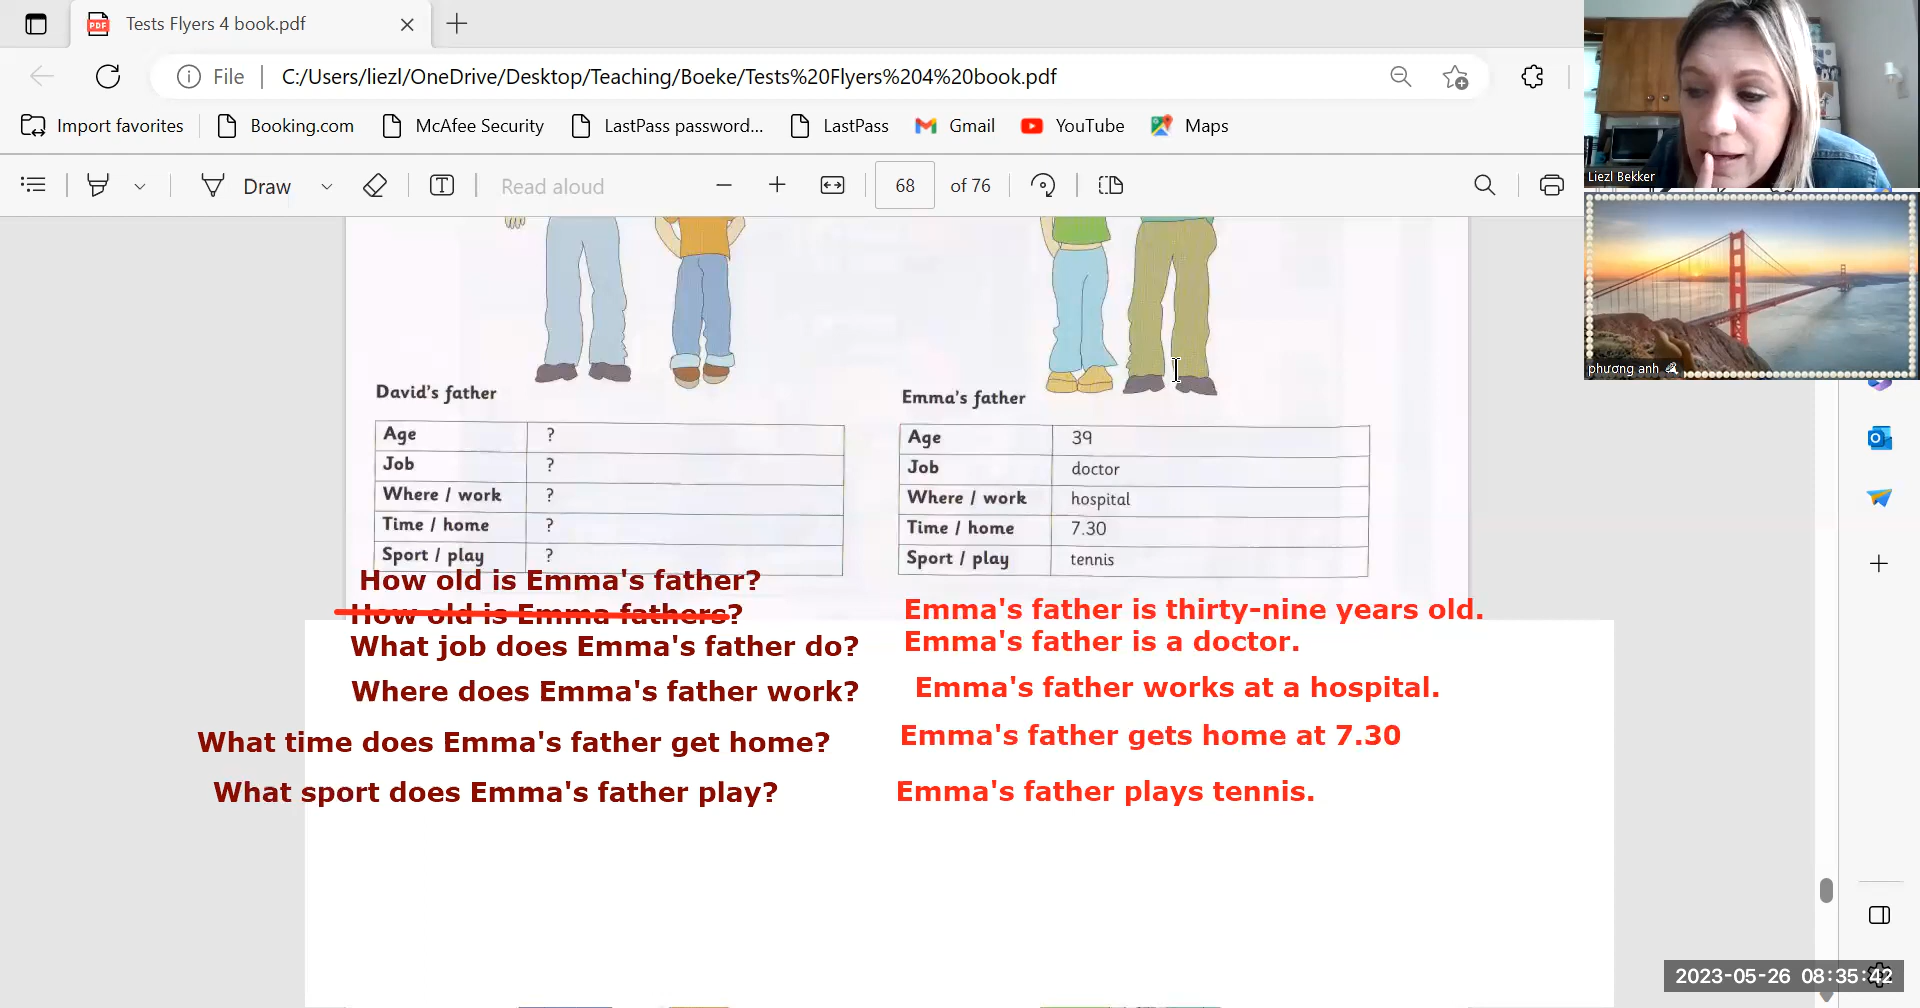 Tests Flyers 4 book.pdf
File C:/Users/liezl/OneDrive/Desktop/Teaching/Boeke/Tests%20Flyers%204%20book.pdf
Import favorites Booking.com McAfee Security LastPass password... LastPass Gmail YouTube Maps
Draw Read aloud 68 of 76
Liezl Bekker
phương anh
David's father
Age ?
Job ?
Where / work ?
Time / home ?
Sport / play ?
Emma's father
Age 39
Job doctor
Where / work hospital
Time / home 7.30
Sport / play tennis
How old is Emma's father?
How old is Emma fathers?
Emma's father is thirty-nine years old.
What job does Emma's father do?
Emma's father is a doctor.
Where does Emma's father work?
Emma's father works at a hospital.
What time does Emma's father get home?
Emma's father gets home at 7.30
What sport does Emma's father play?
Emma's father plays tennis.
2023-05-26 08:35:42